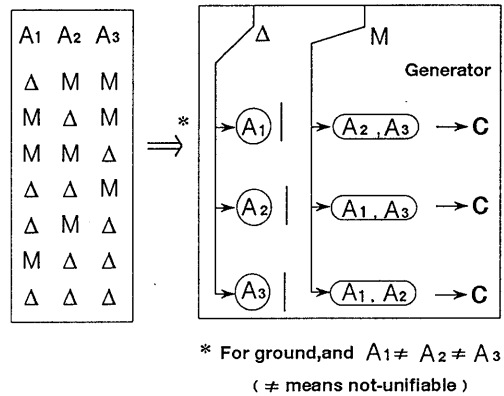 A1 A2 A3
Δ M M
M Δ M
M M Δ
Δ Δ M
Δ M Δ
M Δ Δ
Δ Δ Δ
⇒ *
Δ M
Generator
A1 | A2 , A3 → C
A2 | A1 , A3 → C
A3 | A1 , A2 → C
* For ground,and A1 ≠ A2 ≠ A3
( ≠ means not-unifiable )